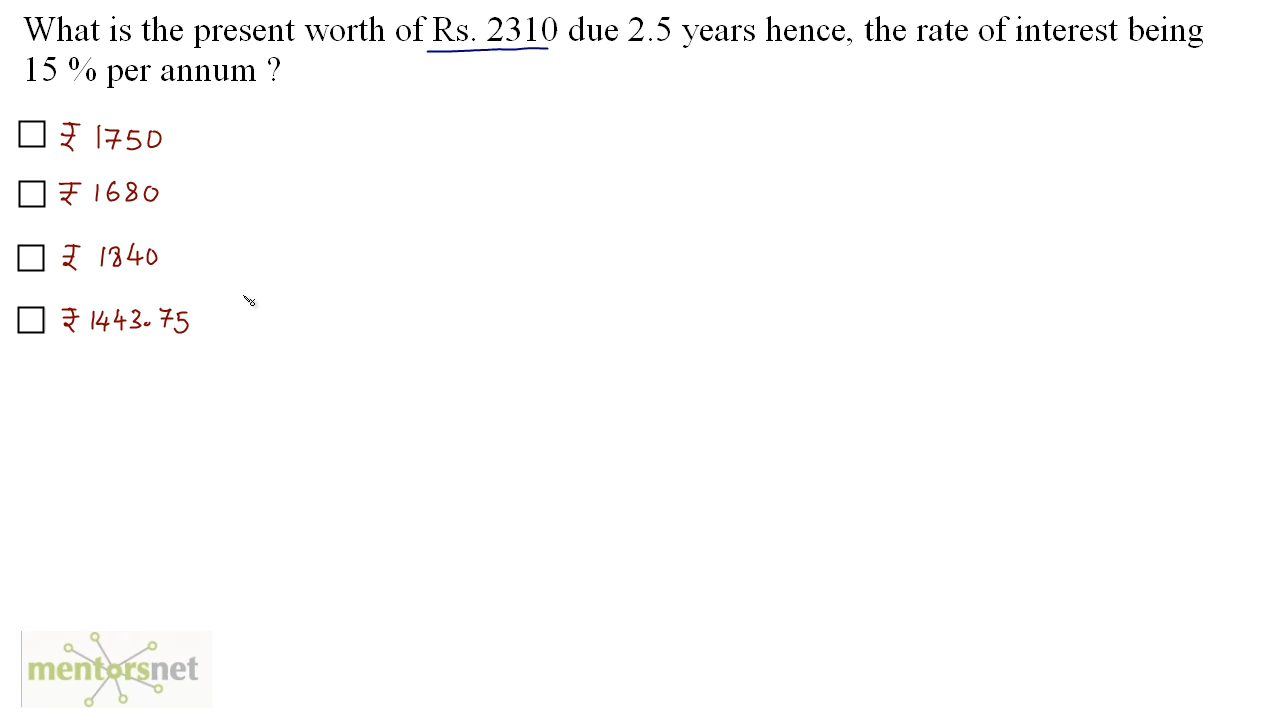 What is the present worth of Rs. 2310 due 2.5 years hence, the rate of interest being
15 % per annum ?
₹ 1750
₹ 1680
₹ 1840
₹ 1443.75
mentorsnet